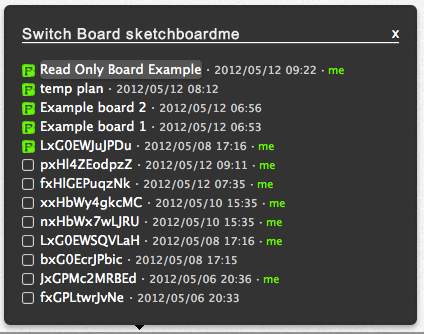 Switch Board sketchboardme x
Read Only Board Example · 2012/05/12 09:22 · me
temp plan · 2012/05/12 08:12
Example board 2 · 2012/05/12 06:56
Example board 1 · 2012/05/12 06:53
LxG0EWJuJPDu · 2012/05/08 17:16 · me
pxHl4ZEodpzZ · 2012/05/12 09:11 · me
fxHlGEPuqzNk · 2012/05/12 07:35 · me
xxHbWy4gkcMC · 2012/05/10 15:35 · me
nxHbWx7wLJRU · 2012/05/10 15:35 · me
LxG0EWSQVLaH · 2012/05/08 17:16 · me
bxG0EcrJPbic · 2012/05/08 17:15
JxGPMc2MRBEd · 2012/05/06 20:36 · me
fxGPLtwrJvNe · 2012/05/06 20:33